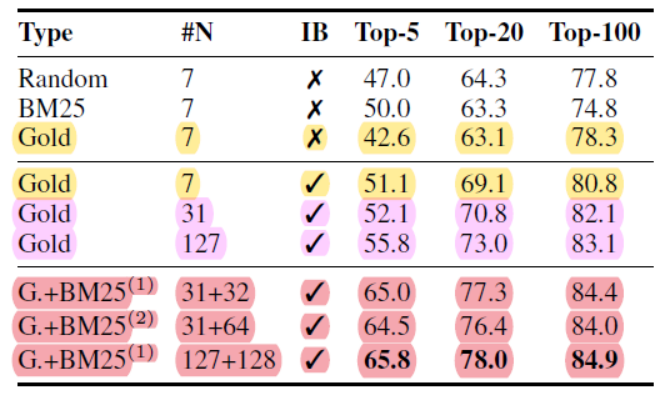 Type #N IB Top-5 Top-20 Top-100
Random 7 ✗ 47.0 64.3 77.8
BM25 7 ✗ 50.0 63.3 74.8
Gold 7 ✗ 42.6 63.1 78.3
Gold 7 ✓ 51.1 69.1 80.8
Gold 31 ✓ 52.1 70.8 82.1
Gold 127 ✓ 55.8 73.0 83.1
G.+BM25(1) 31+32 ✓ 65.0 77.3 84.4
G.+BM25(2) 31+64 ✓ 64.5 76.4 84.0
G.+BM25(1) 127+128 ✓ 65.8 78.0 84.9